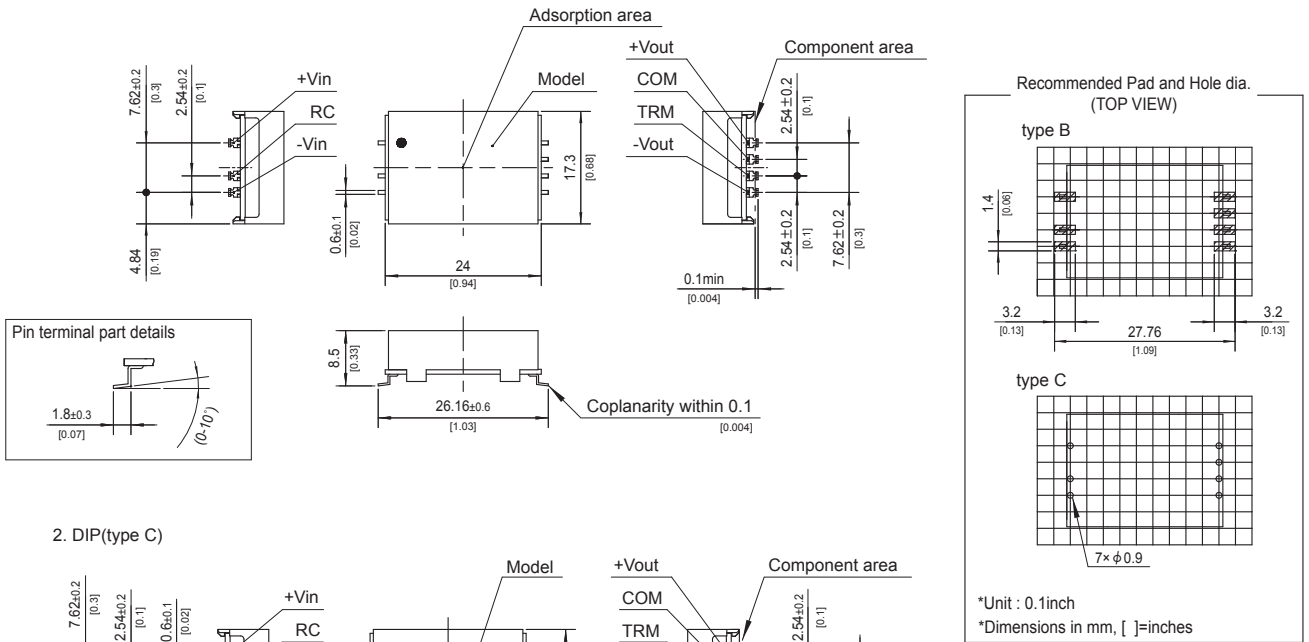 Adsorption area
+Vout
Component area
+Vin
Model
COM
RC
TRM
-Vin
-Vout
7.62±0.2
[0.3]
2.54±0.2
[0.1]
4.84
[0.19]
0.6±0.1
[0.02]
17.3
[0.68]
24
[0.94]
2.54±0.2
[0.1]
2.54±0.2
[0.1]
7.62±0.2
[0.3]
0.1min
[0.004]
Pin terminal part details
1.8±0.3
[0.07]
(0-10°)
8.5
[0.33]
26.16±0.6
[1.03]
Coplanarity within 0.1
[0.004]
Recommended Pad and Hole dia.
(TOP VIEW)
type B
1.4
[0.06]
3.2
[0.13]
27.76
[1.09]
3.2
[0.13]
type C
7×φ0.9
*Unit : 0.1inch
*Dimensions in mm, [ ]=inches
2. DIP(type C)
Model
+Vout
Component area
+Vin
COM
RC
TRM
7.62±0.2
[0.3]
2.54±0.2
[0.1]
0.6±0.1
[0.02]
2.54±0.2
[0.1]